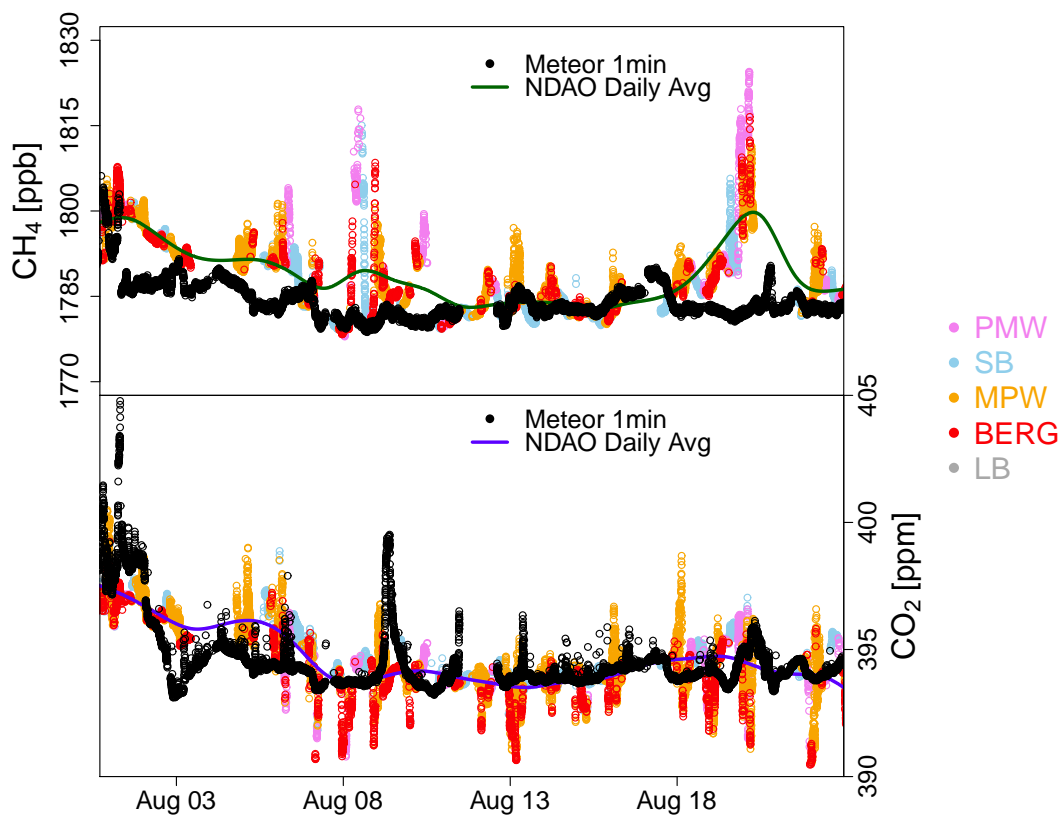 1830
1815
1800
1785
1770
CH₄ [ppb]
Meteor 1min
NDAO Daily Avg
405
400
395
390
CO₂ [ppm]
Meteor 1min
NDAO Daily Avg
Aug 03
Aug 08
Aug 13
Aug 18
PMW
SB
MPW
BERG
LB